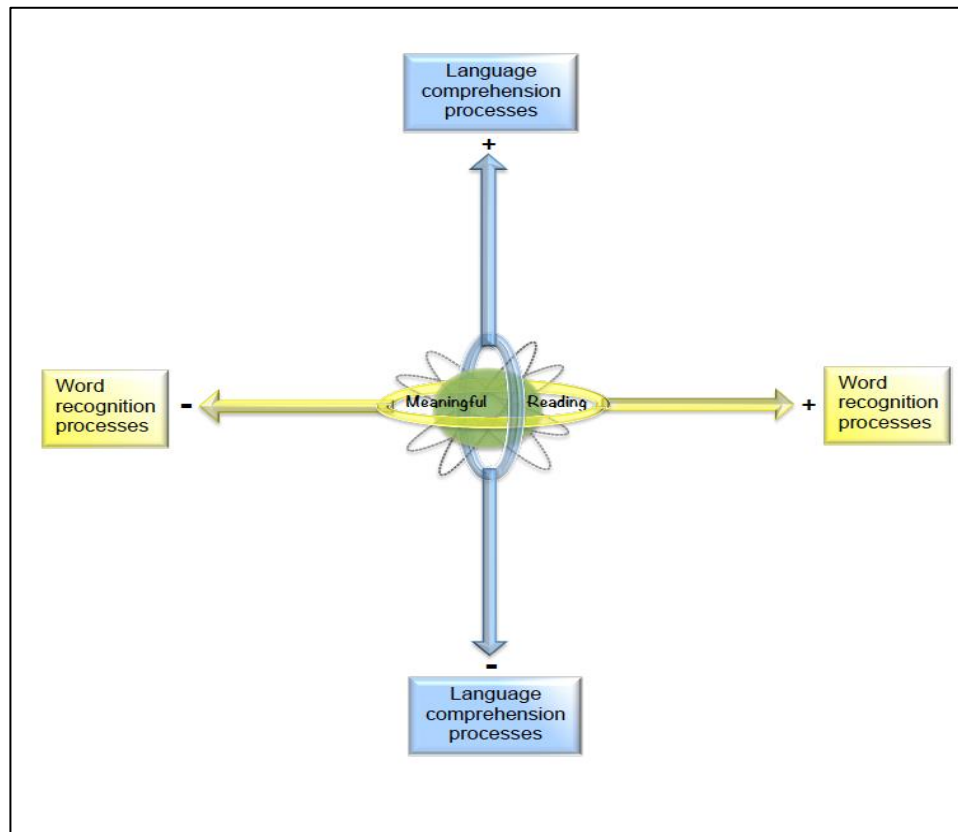 Language
comprehension
processes
+
Word
recognition
processes
-
Meaningful Reading
+
Word
recognition
processes
-
Language
comprehension
processes